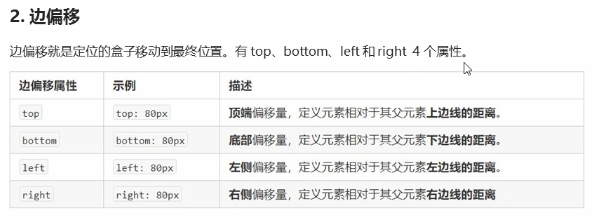 2. 边偏移
边偏移就是定位的盒子移动到最终位置。有 top、bottom、left 和 right 4 个属性。
边偏移属性 示例 描述
top top: 80px 顶端偏移量，定义元素相对于其父元素上边线的距离。
bottom bottom: 80px 底部偏移量，定义元素相对于其父元素下边线的距离。
left left: 80px 左侧偏移量，定义元素相对于其父元素左边线的距离。
right right: 80px 右侧偏移量，定义元素相对于其父元素右边线的距离